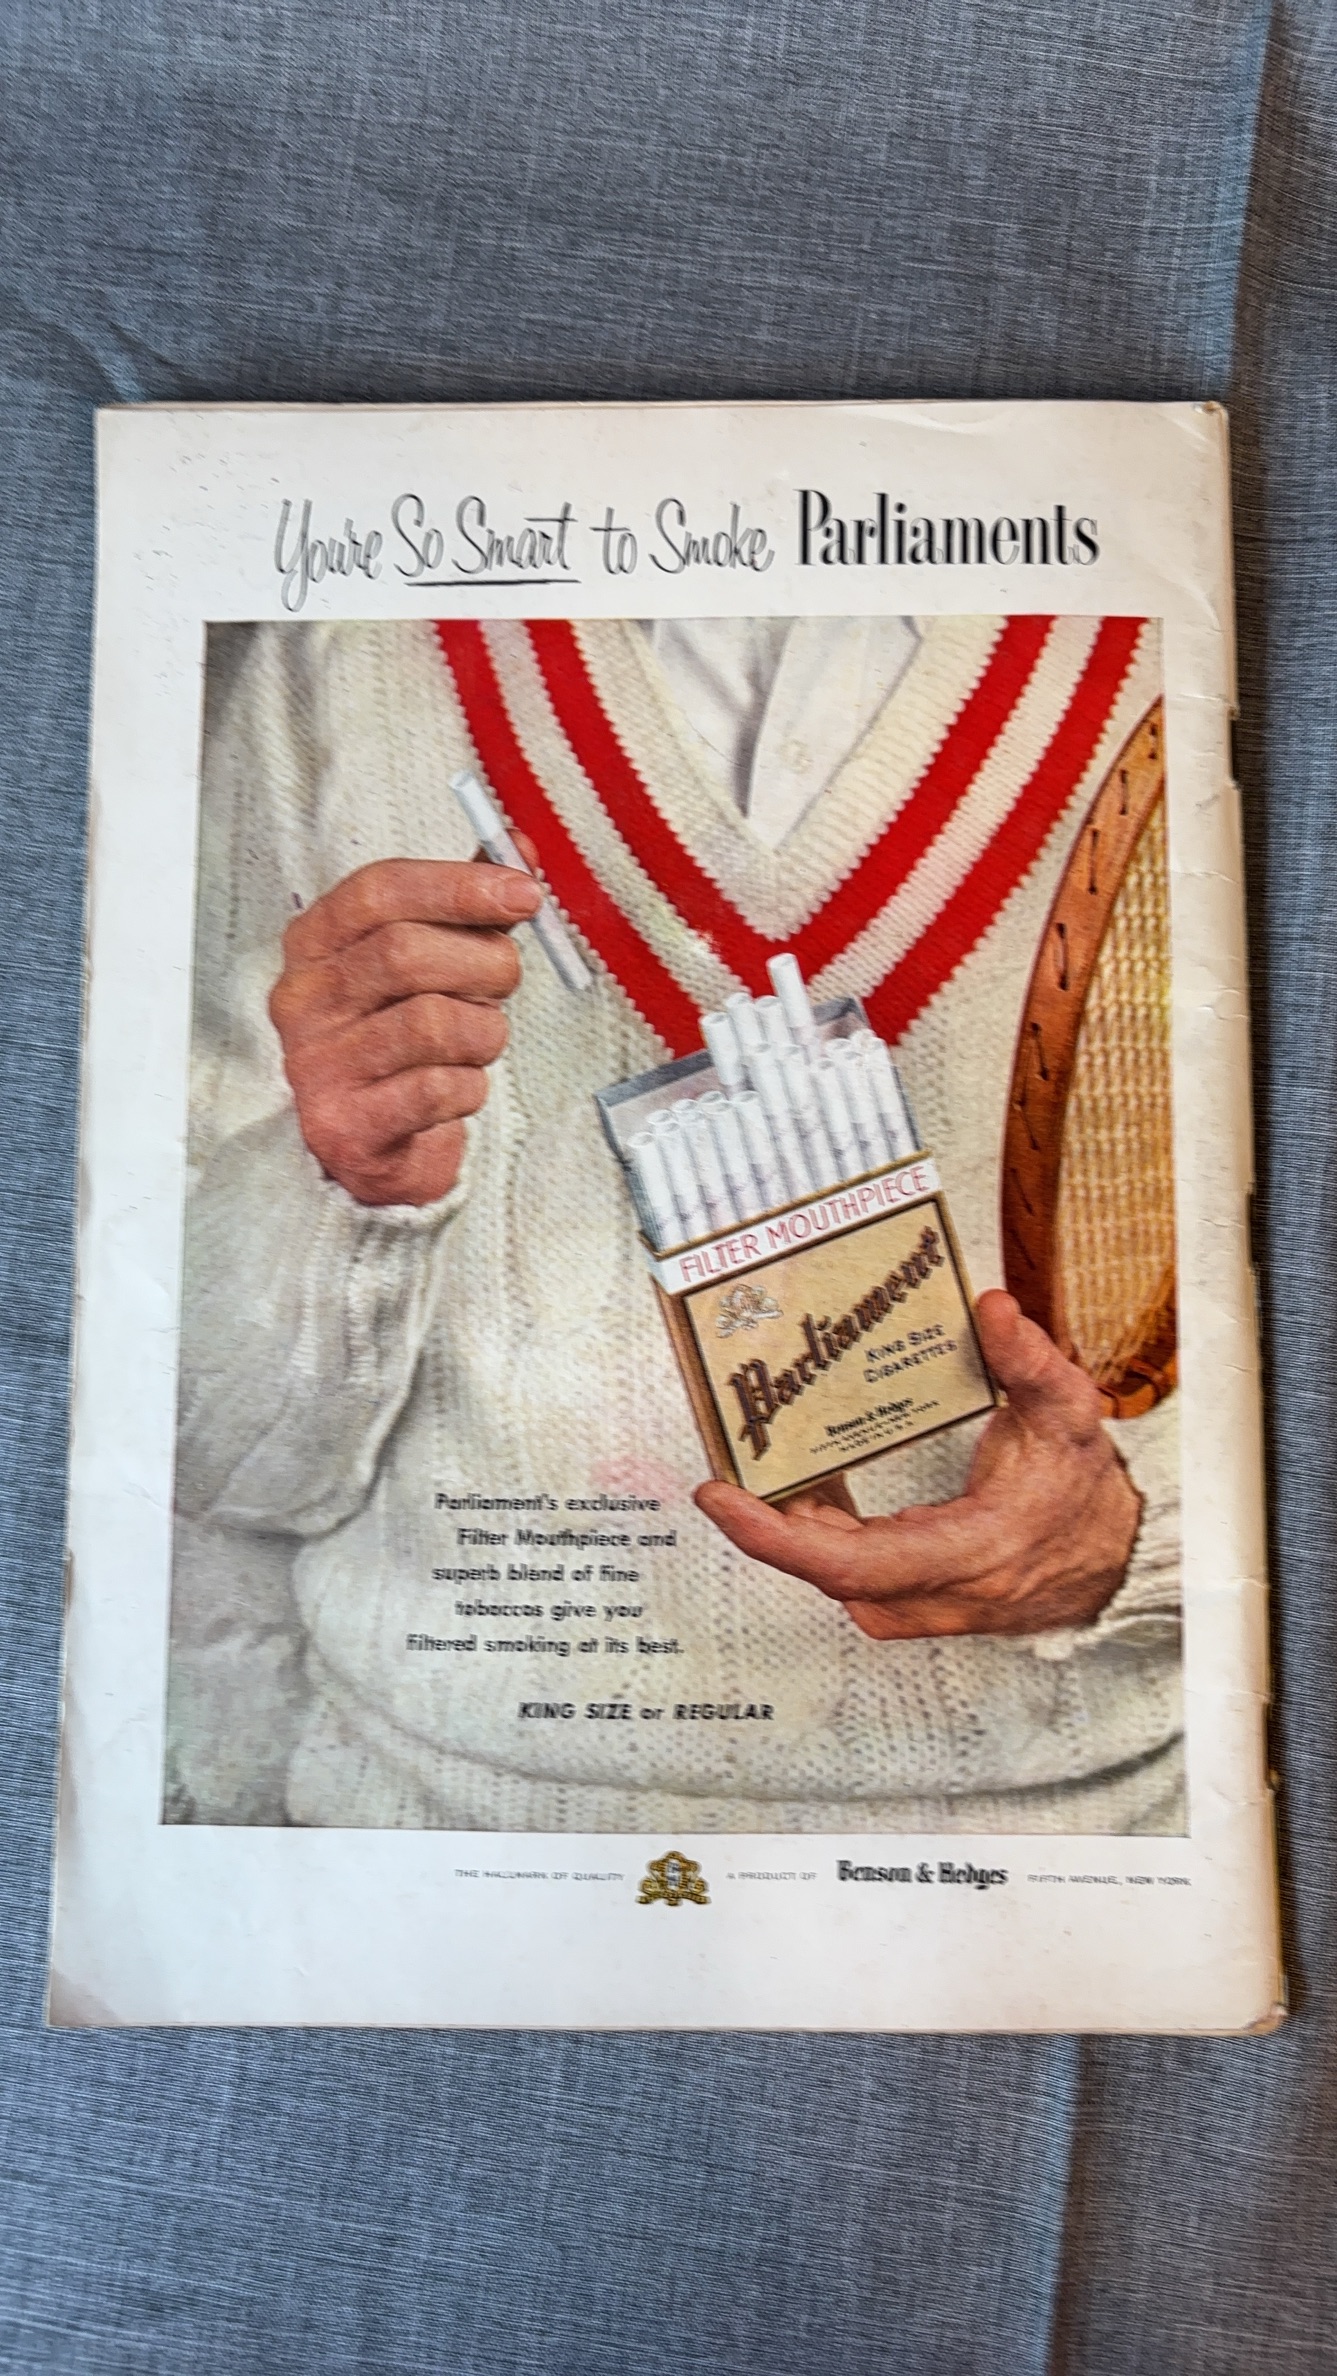 You're So Smart to Smoke Parliaments
FILTER MOUTHPIECE
Parliament
KING SIZE
CIGARETTES
Benson & Hedges
Parliament's exclusive
Filter Mouthpiece and
superb blend of fine
tobaccos give you
filtered smoking at its best.
KING SIZE or REGULAR
THE HALLMARK OF QUALITY A PRODUCT OF Benson & Hedges FIFTH AVENUE, NEW YORK